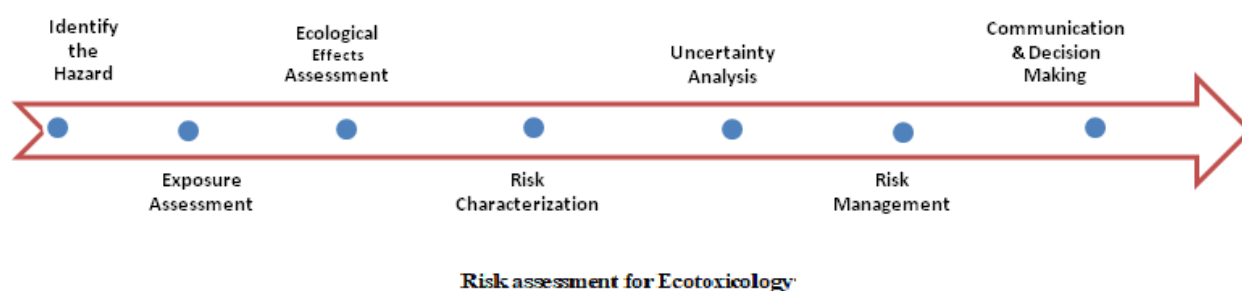 Identify
the
Hazard
Exposure
Assessment
Ecological
Effects
Assessment
Risk
Characterization
Uncertainty
Analysis
Risk
Management
Communication
& Decision
Making
Risk assessment for Ecotoxicology